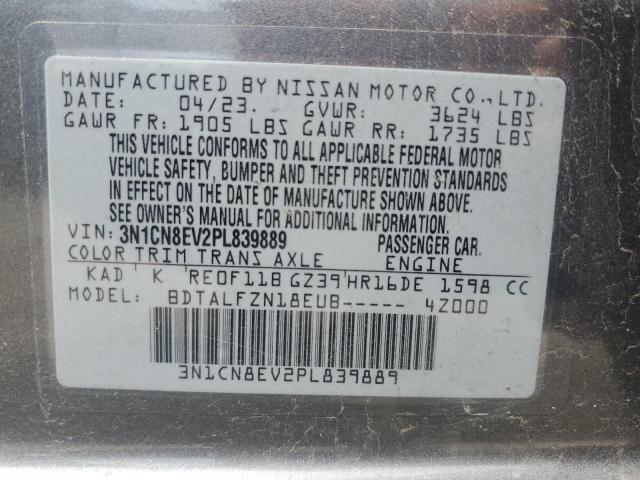 MANUFACTURED BY NISSAN MOTOR CO., LTD.
DATE: 04/23. GVWR: 3624 LBS
GAWR FR: 1905 LBS GAWR RR: 1735 LBS
THIS VEHICLE CONFORMS TO ALL APPLICABLE FEDERAL MOTOR
VEHICLE SAFETY, BUMPER AND THEFT PREVENTION STANDARDS
IN EFFECT ON THE DATE OF MANUFACTURE SHOWN ABOVE.
SEE OWNER'S MANUAL FOR ADDITIONAL INFORMATION.
VIN: 3N1CN8EV2PL839889 PASSENGER CAR
COLOR TRIM TRANS AXLE ENGINE
KAD K RE0F11B GZ39 HR16DE 1598 CC
MODEL: BDTALFZN18EUB----- 4Z000
3N1CN8EV2PL839889